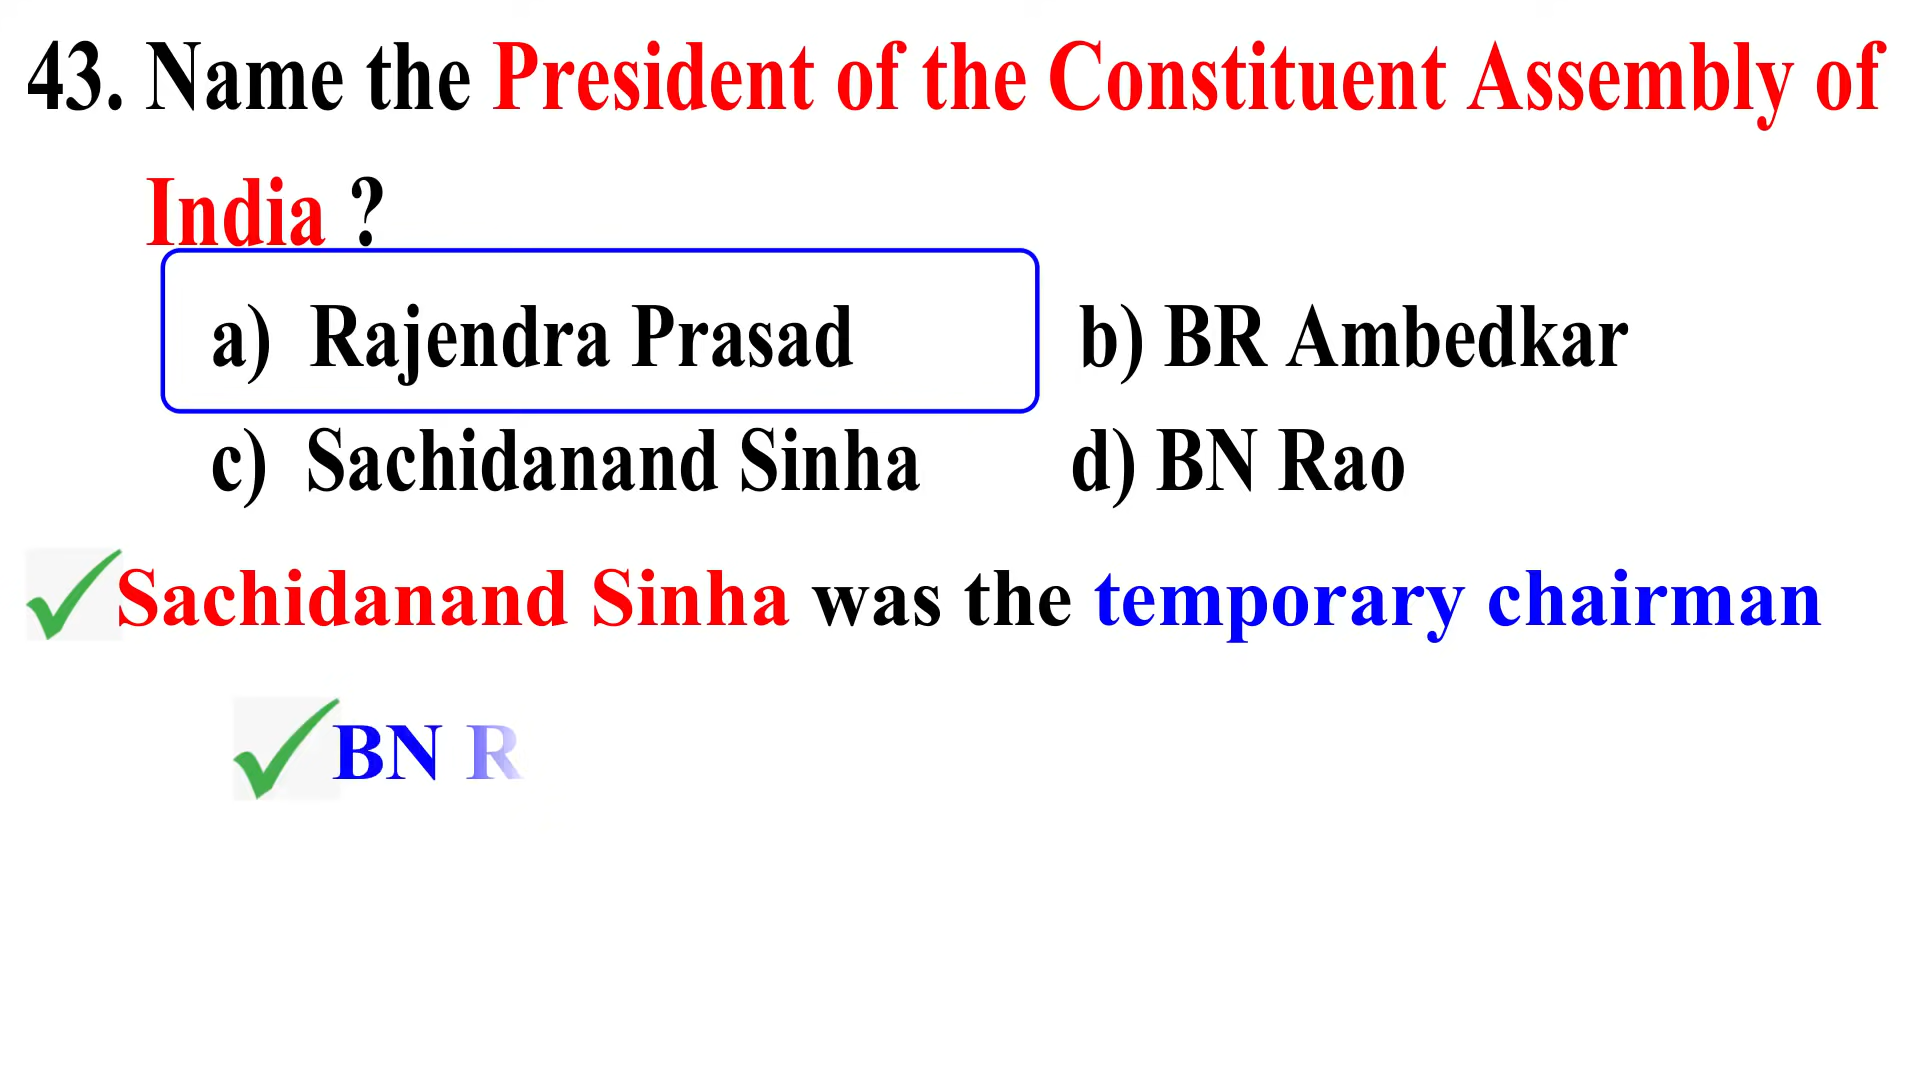 43. Name the President of the Constituent Assembly of
India ?
a) Rajendra Prasad b) BR Ambedkar
c) Sachidanand Sinha d) BN Rao
Sachidanand Sinha was the temporary chairman
BN R